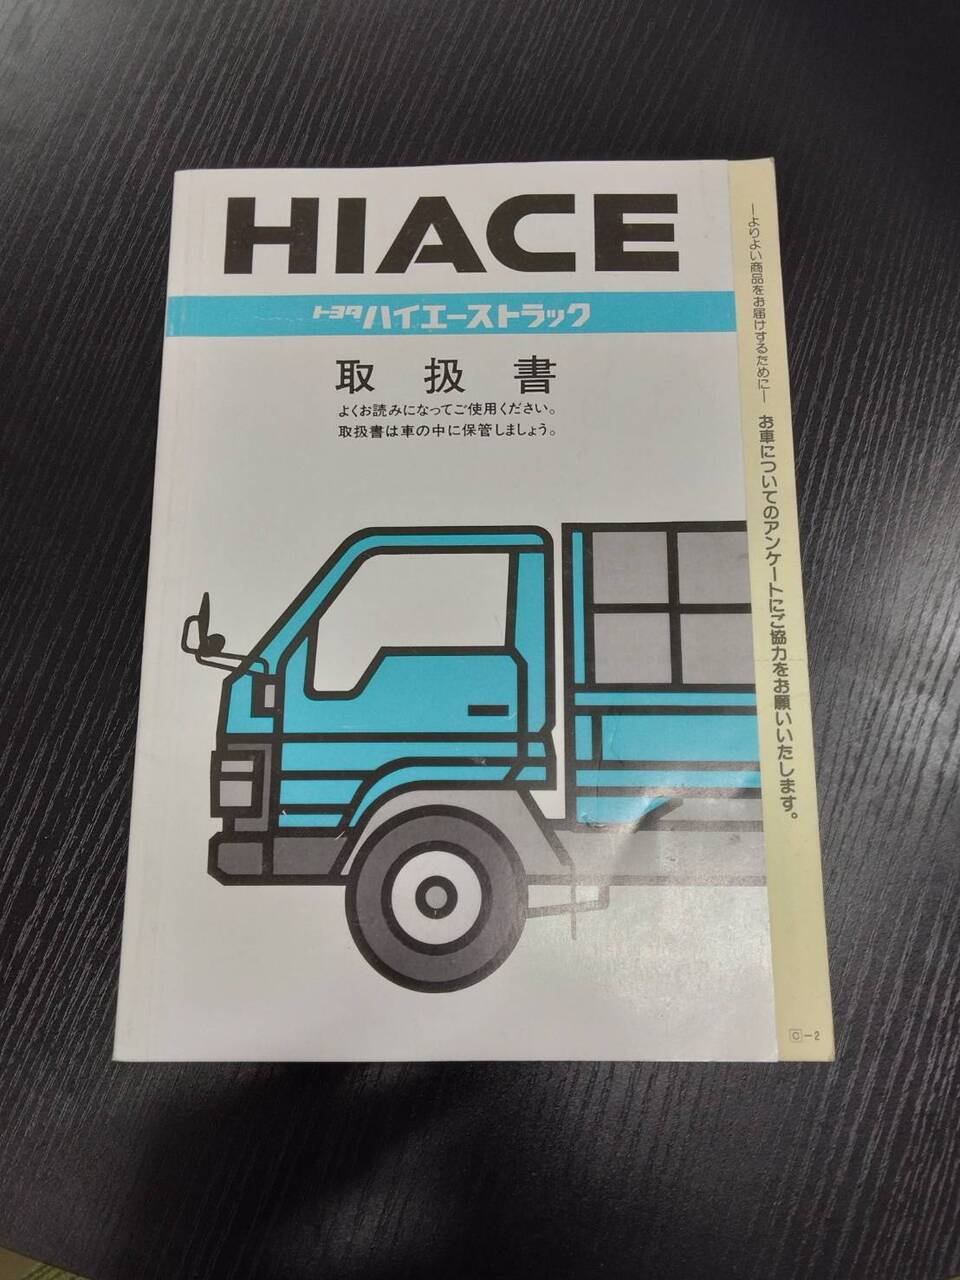 HIACE
トヨタハイエーストラック
取扱書
よくお読みになってご使用ください。
取扱書は車の中に保管しましょう。
―よりよい商品をお届けするために― お車についてのアンケートにご協力をお願いいたします。
C－2